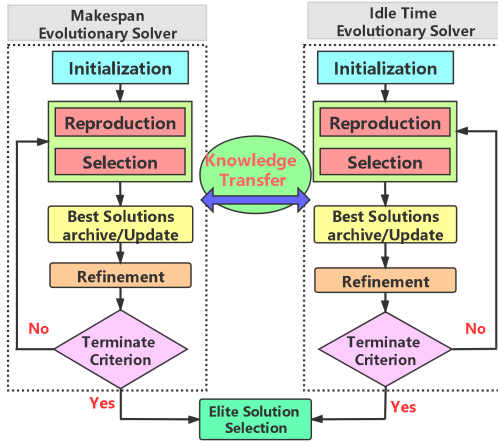 Makespan
Evolutionary Solver
Initialization
Reproduction
Selection
Best Solutions
archive/Update
Refinement
Terminate
Criterion
No
Yes
Knowledge
Transfer
Idle Time
Evolutionary Solver
Initialization
Reproduction
Selection
Best Solutions
archive/Update
Refinement
Terminate
Criterion
No
Yes
Elite Solution
Selection